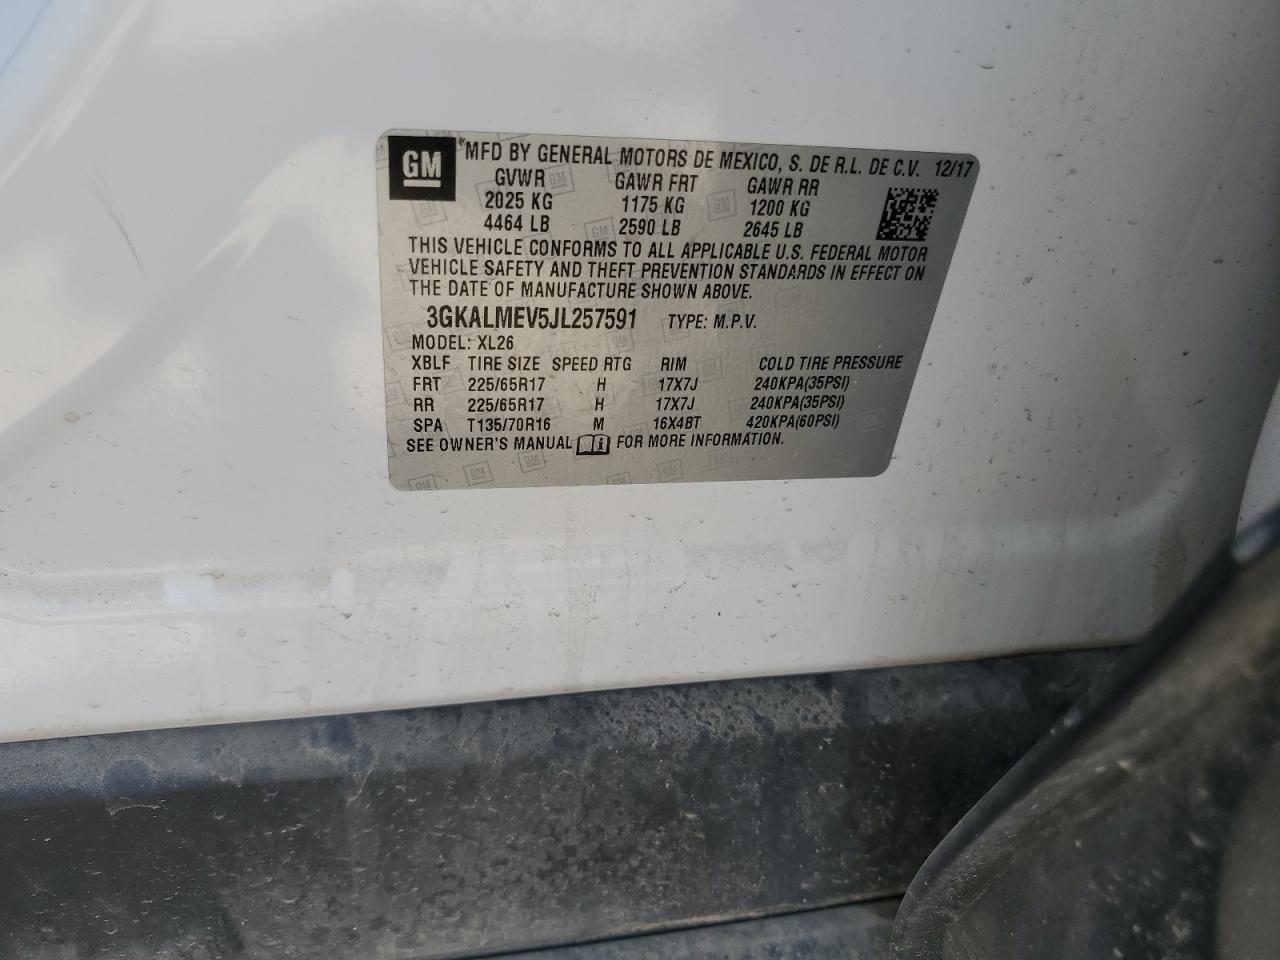 GM
MFD BY GENERAL MOTORS DE MEXICO, S. DE R.L. DE C.V. 12/17
GVWR GAWR FRT GAWR RR
2025 KG 1175 KG 1200 KG
4464 LB 2590 LB 2645 LB
THIS VEHICLE CONFORMS TO ALL APPLICABLE U.S. FEDERAL MOTOR
VEHICLE SAFETY AND THEFT PREVENTION STANDARDS IN EFFECT ON
THE DATE OF MANUFACTURE SHOWN ABOVE.
3GKALMEV5JL257591 TYPE: M.P.V.
MODEL: XL26
XBLF TIRE SIZE SPEED RTG RIM COLD TIRE PRESSURE
FRT 225/65R17 H 17X7J 240KPA(35PSI)
RR 225/65R17 H 17X7J 240KPA(35PSI)
SPA T135/70R16 M 16X4BT 420KPA(60PSI)
SEE OWNER'S MANUAL FOR MORE INFORMATION.